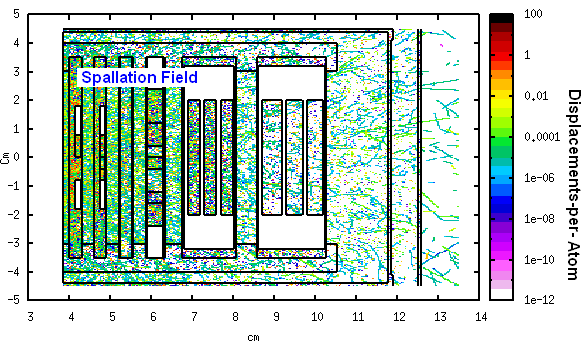 5
4
3
2
1
0
-1
-2
-3
-4
-5
Cm
Spallation Field
3 4 5 6 7 8 9 10 11 12 13 14
cm
100
1
0,01
0,0001
1e-06
1e-08
1e-10
1e-12
Displacements-per-Atom